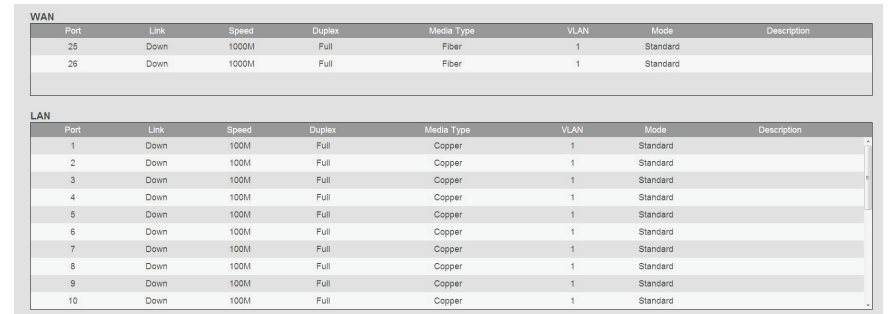 WAN
Port Link Speed Duplex Media Type VLAN Mode Description
25 Down 1000M Full Fiber 1 Standard
26 Down 1000M Full Fiber 1 Standard
LAN
Port Link Speed Duplex Media Type VLAN Mode Description
1 Down 100M Full Copper 1 Standard
2 Down 100M Full Copper 1 Standard
3 Down 100M Full Copper 1 Standard
4 Down 100M Full Copper 1 Standard
5 Down 100M Full Copper 1 Standard
6 Down 100M Full Copper 1 Standard
7 Down 100M Full Copper 1 Standard
8 Down 100M Full Copper 1 Standard
9 Down 100M Full Copper 1 Standard
10 Down 100M Full Copper 1 Standard